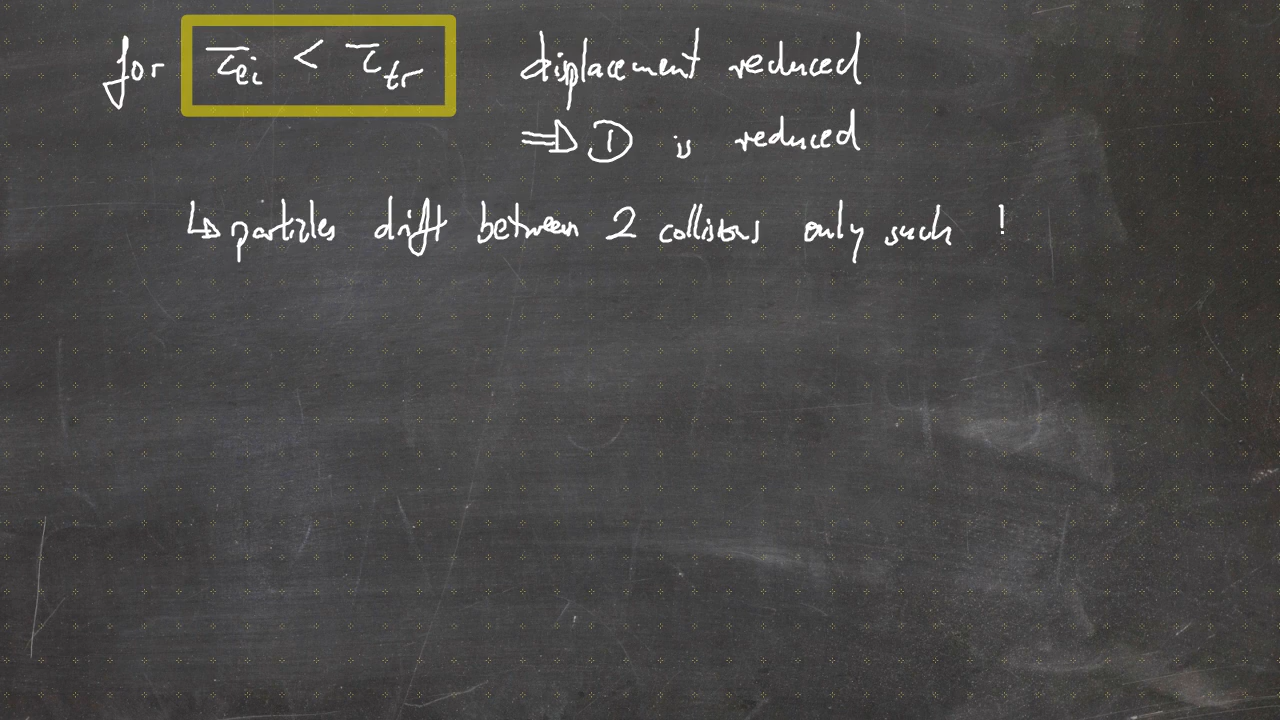 for τei < τtr displacement reduced
⇒ D is reduced
↳ particles drift between 2 collisions only such !